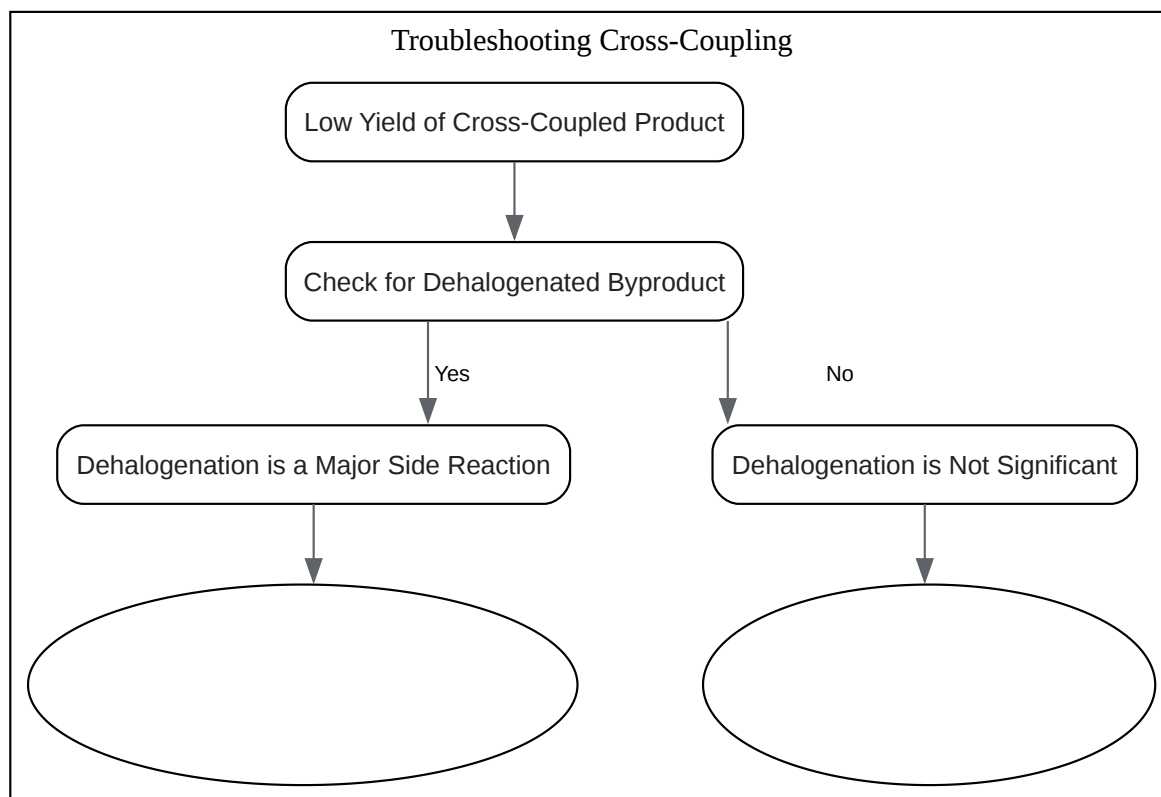 Troubleshooting Cross-Coupling
Low Yield of Cross-Coupled Product
Check for Dehalogenated Byproduct
Yes
No
Dehalogenation is a Major Side Reaction
Dehalogenation is Not Significant